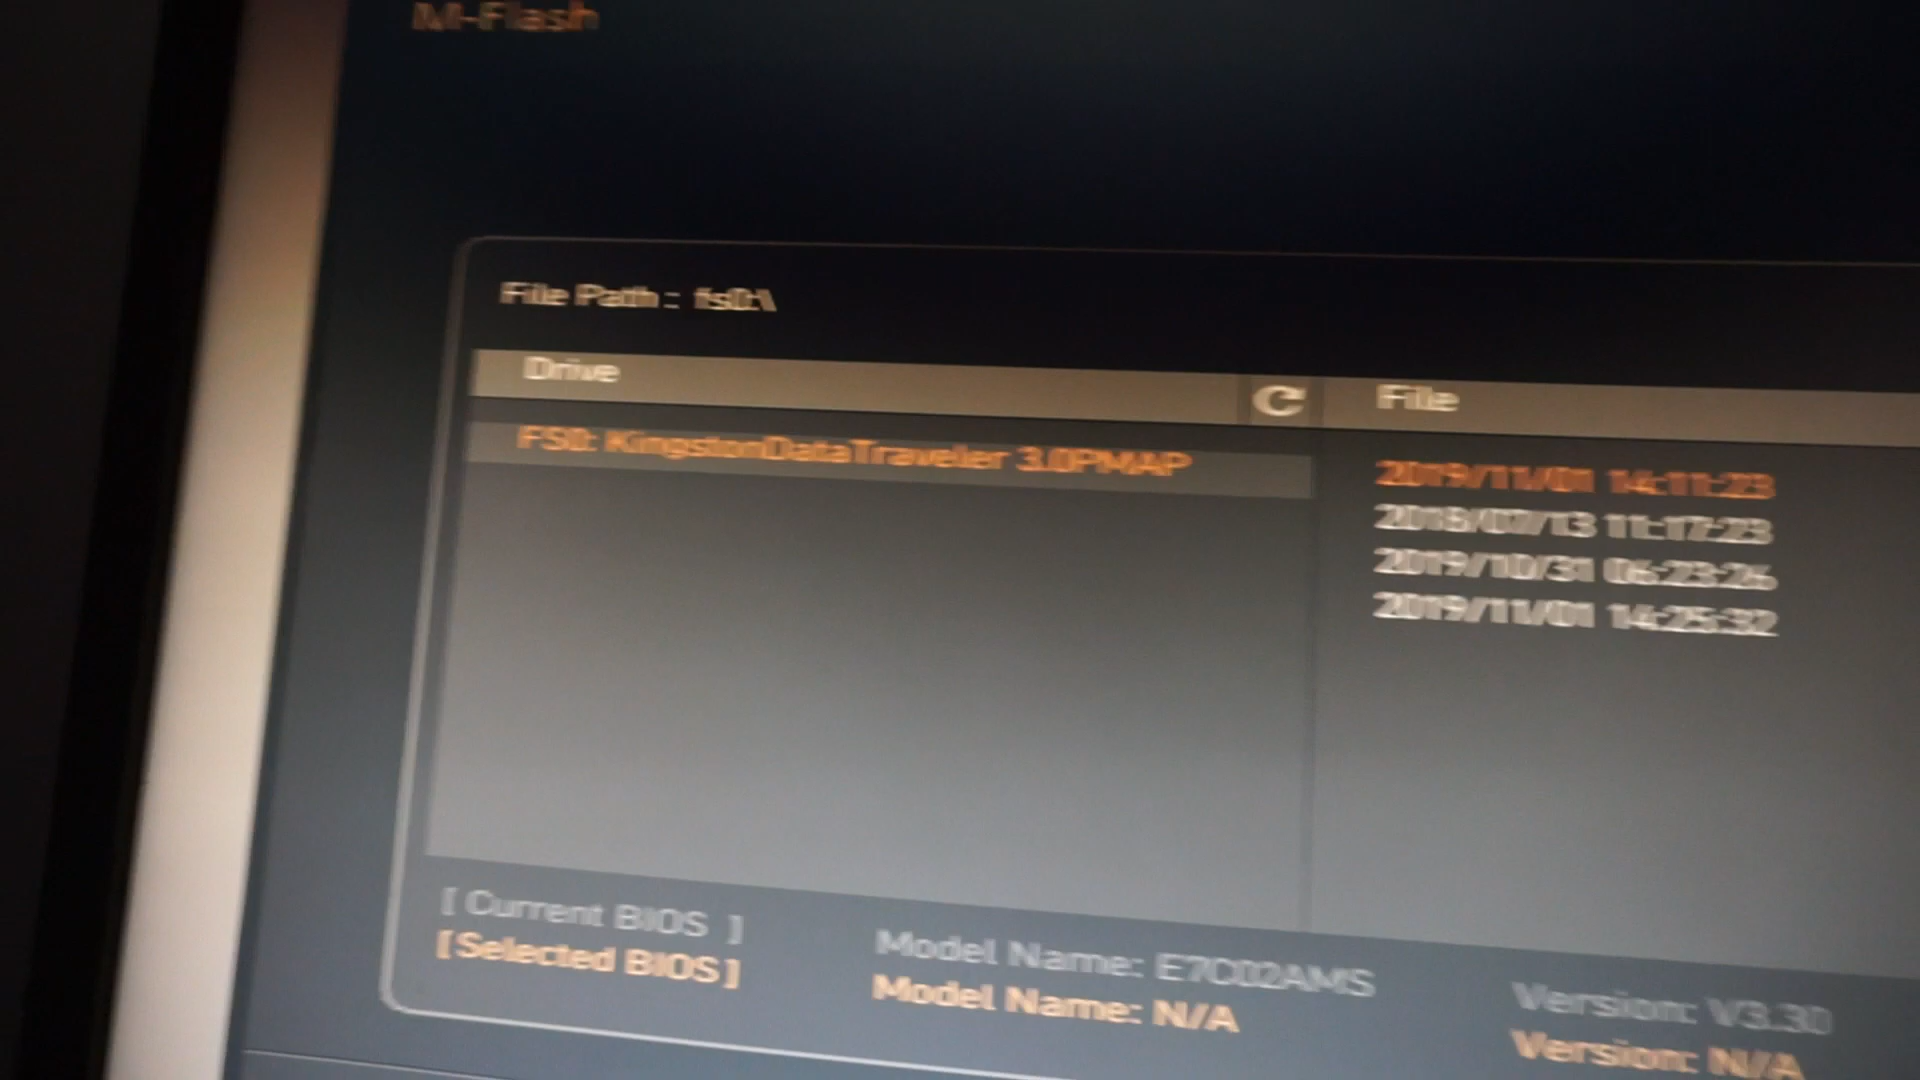 M-Flash
File Path : fs0:\
Drive
File
FS0: KingstonDataTraveler 3.0PMAP
2019/11/01 14:11:23
2018/02/13 11:17:23
2019/10/31 06:23:26
2019/11/01 14:25:32
[ Current BIOS ]
Model Name: E7C02AMS
Version: V3.30
[ Selected BIOS ]
Model Name: N/A
Version: N/A